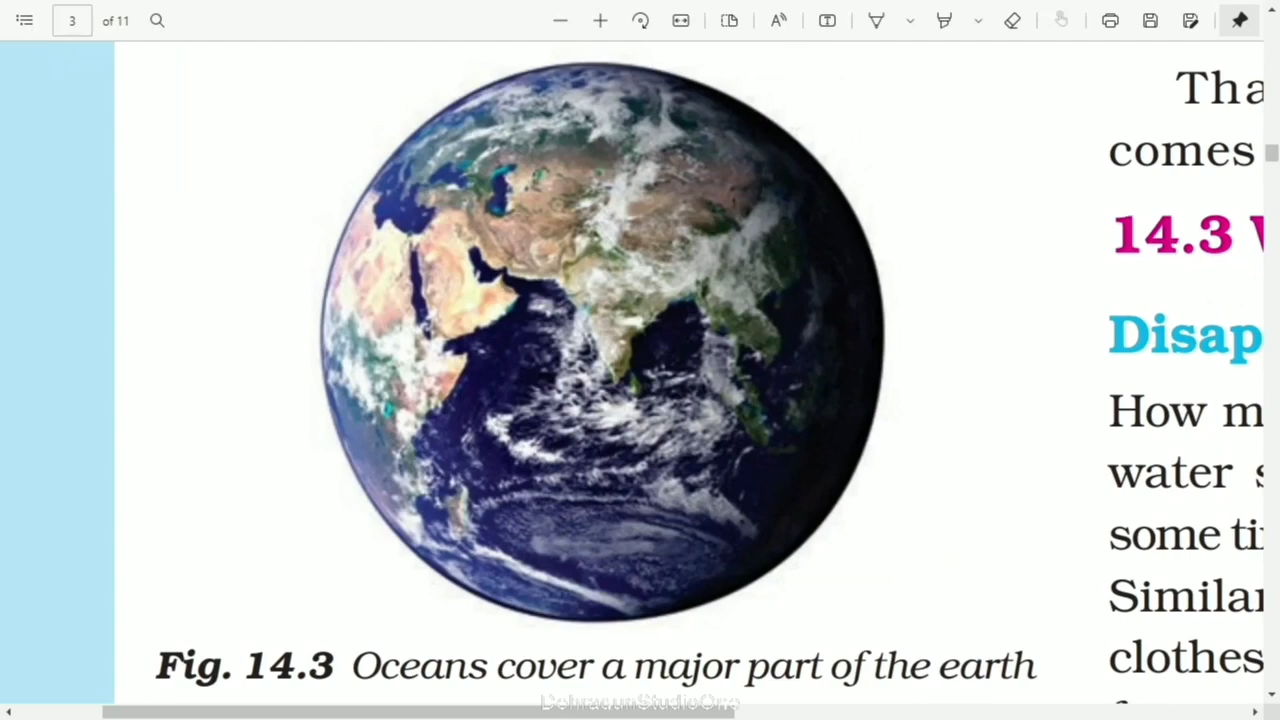 3 of 11
Fig. 14.3 Oceans cover a major part of the earth
Tha
comes
14.3
Disap
How m
water s
some ti
Similar
clothes
DehradunStudioOne